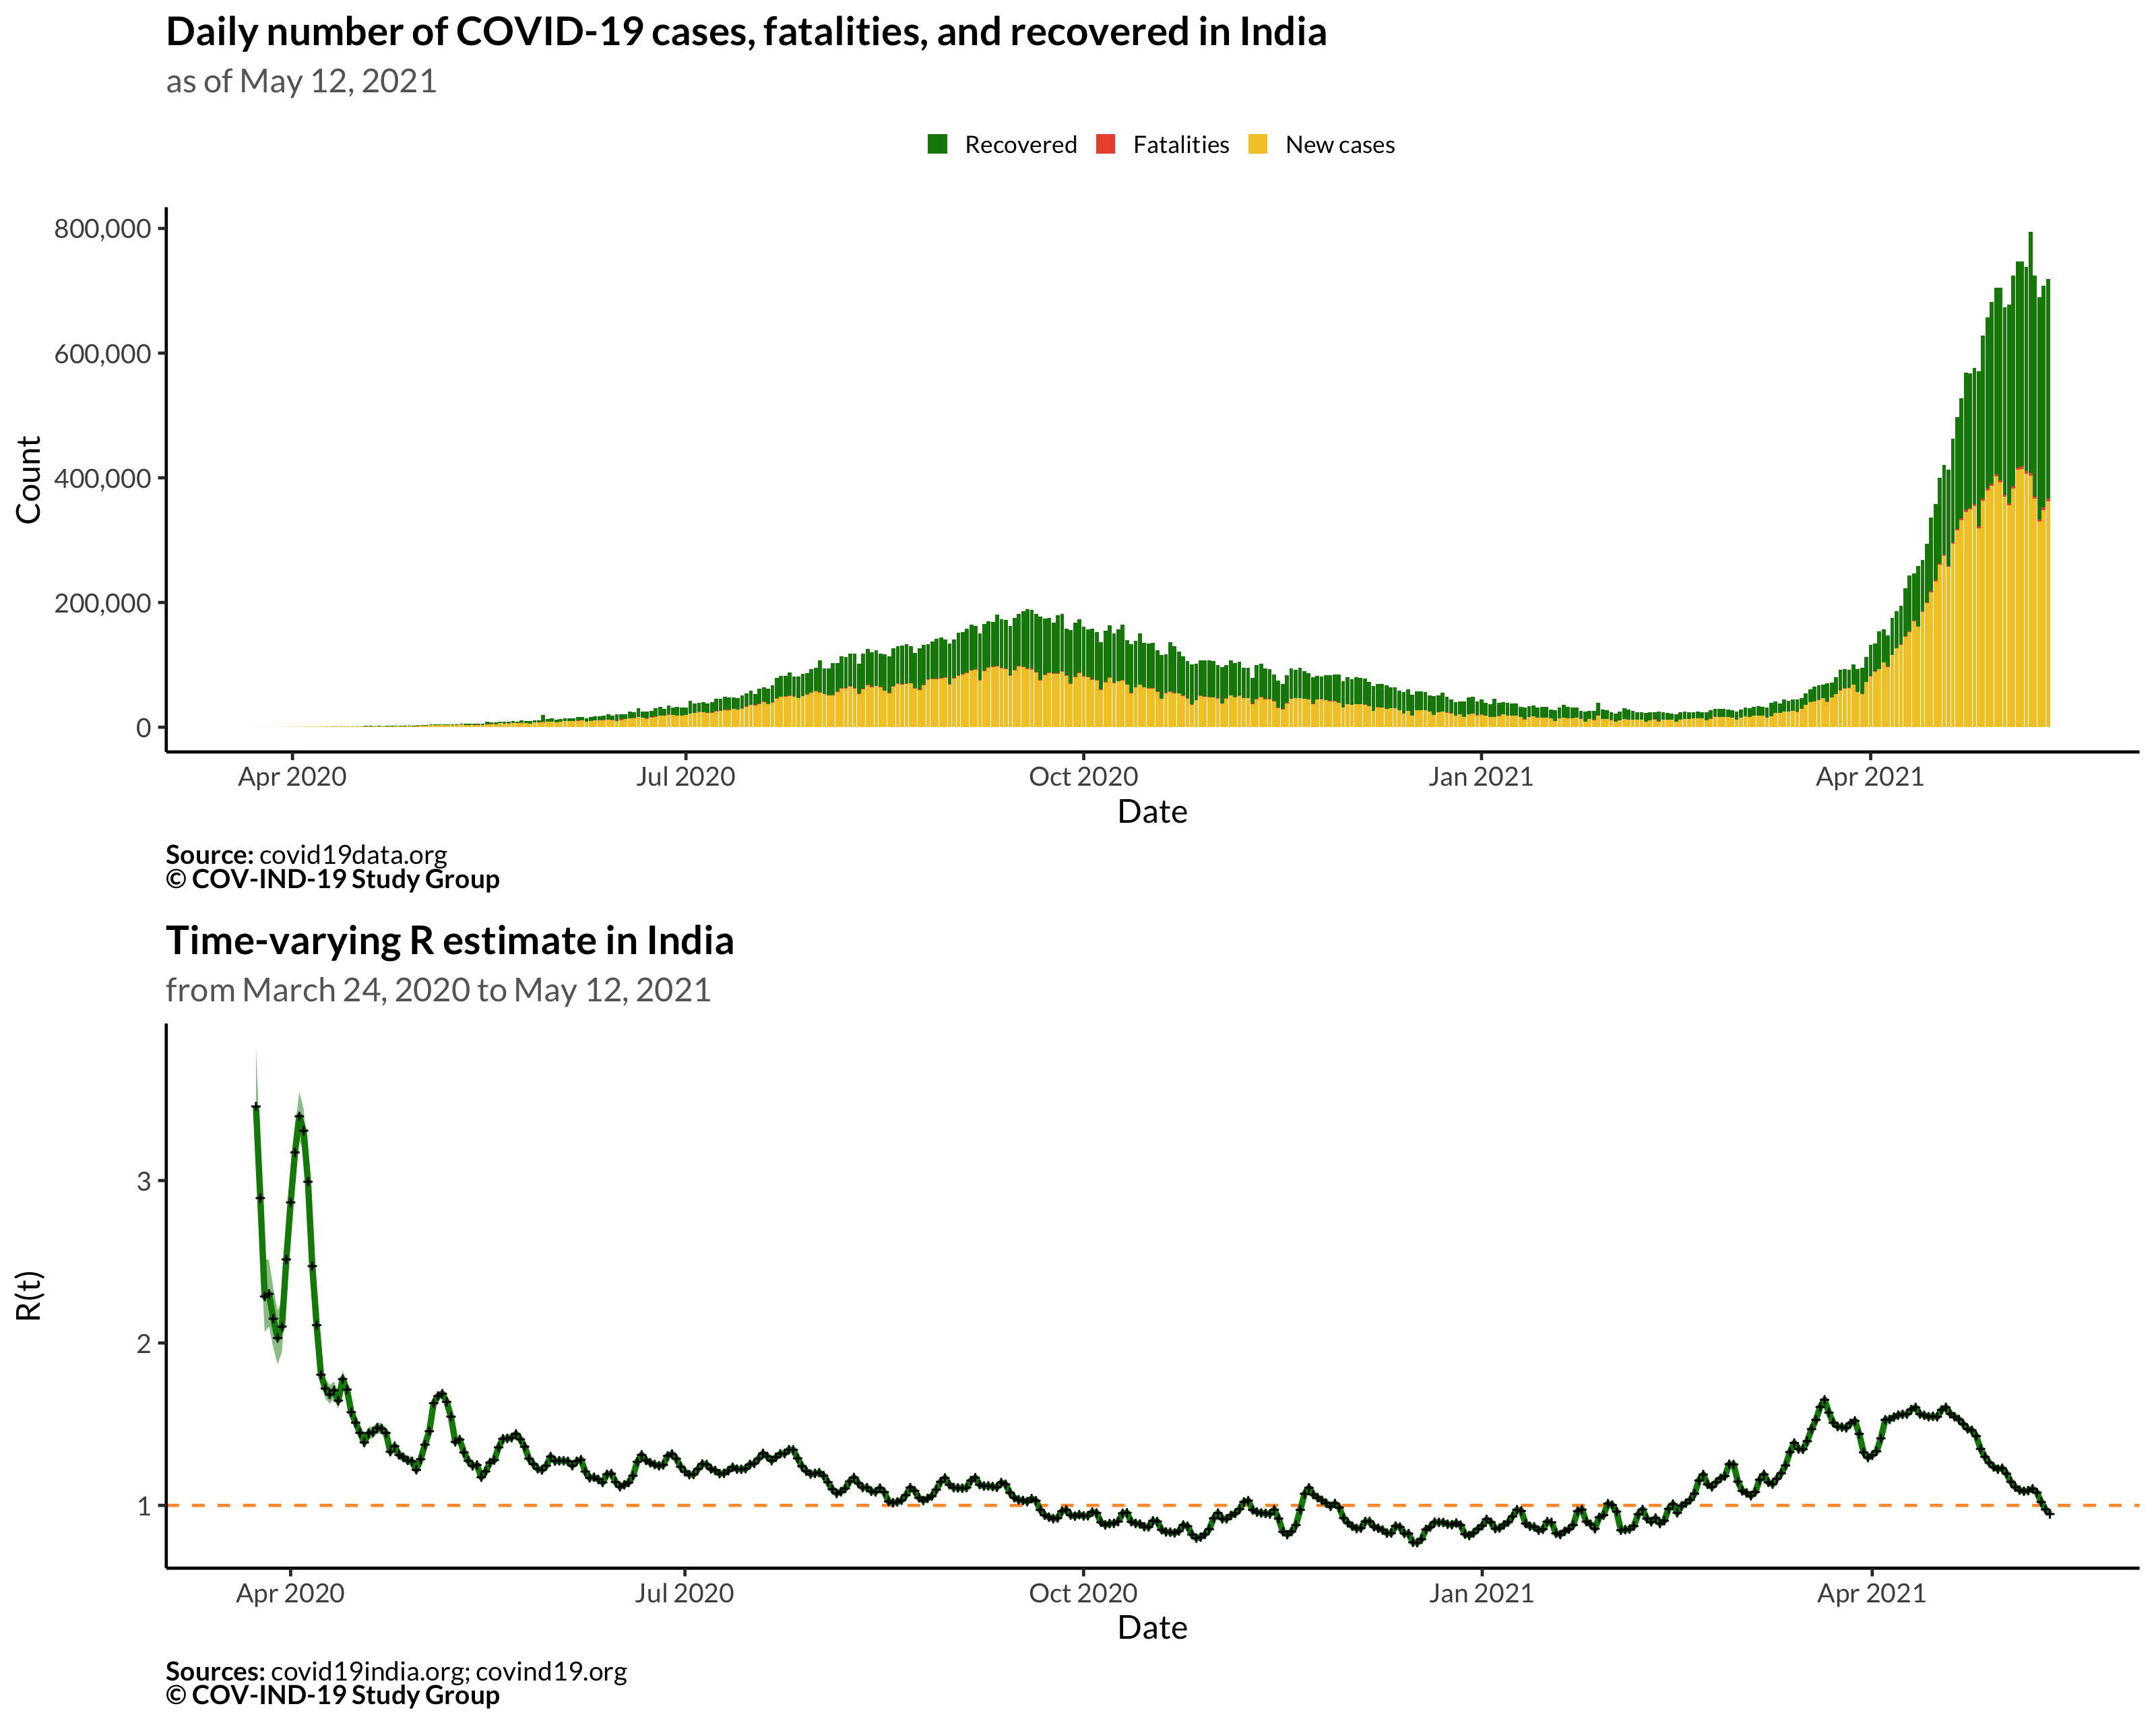 Daily number of COVID-19 cases, fatalities, and recovered in India
as of May 12, 2021
Recovered Fatalities New cases
800,000
600,000
400,000
200,000
0
Count
Apr 2020 Jul 2020 Oct 2020 Jan 2021 Apr 2021
Date
Source: covid19data.org
© COV-IND-19 Study Group
Time-varying R estimate in India
from March 24, 2020 to May 12, 2021
3
2
1
R(t)
Apr 2020 Jul 2020 Oct 2020 Jan 2021 Apr 2021
Date
Sources: covid19india.org; covind19.org
© COV-IND-19 Study Group